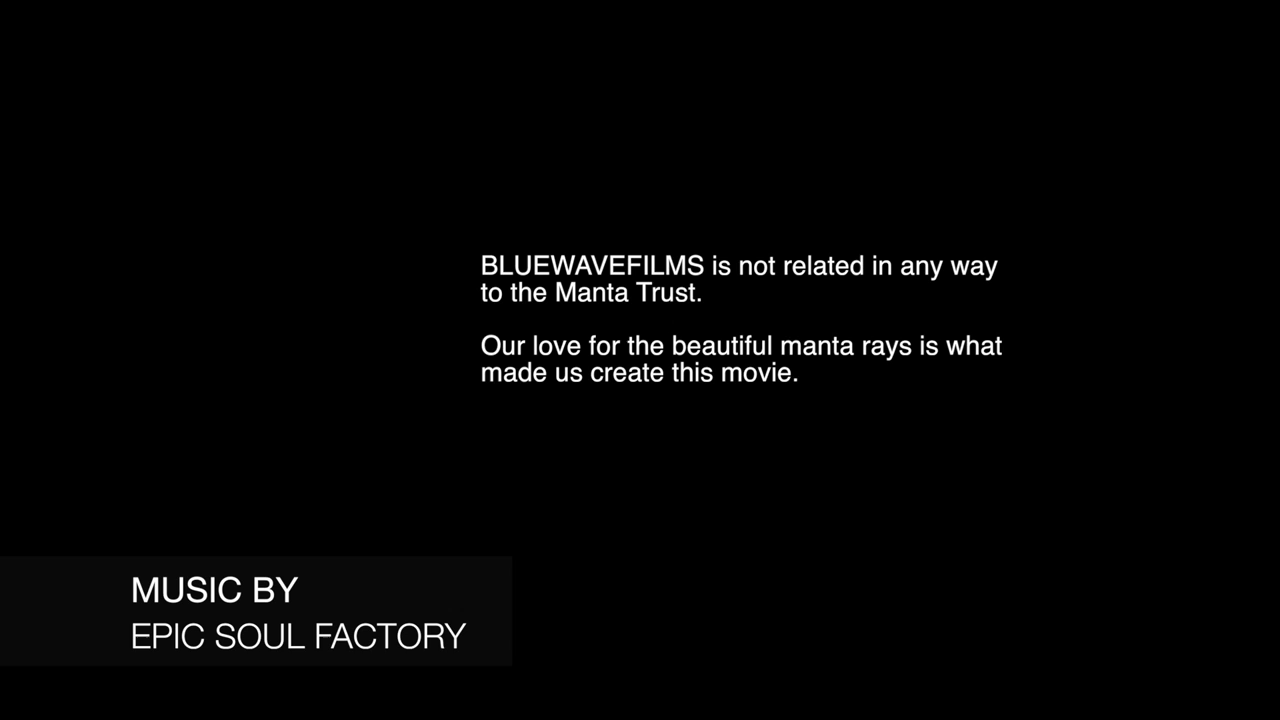 BLUEWAVEFILMS is not related in any way
to the Manta Trust.
Our love for the beautiful manta rays is what
made us create this movie.
MUSIC BY
EPIC SOUL FACTORY